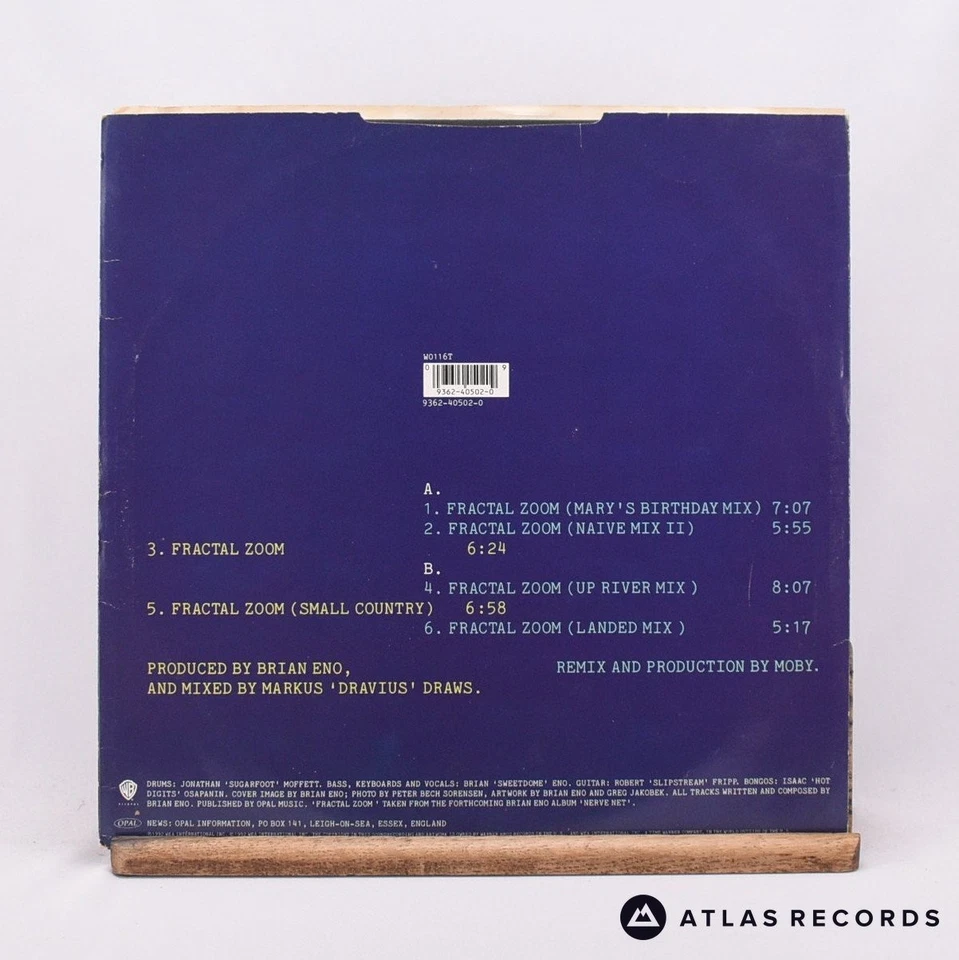 W0116T
0 9
9362-40502-0
9362-40502-0
A.
1. FRACTAL ZOOM (MARY'S BIRTHDAY MIX) 7:07
2. FRACTAL ZOOM (NAIVE MIX II) 5:55
3. FRACTAL ZOOM 6:24
B.
4. FRACTAL ZOOM (UP RIVER MIX ) 8:07
5. FRACTAL ZOOM (SMALL COUNTRY) 6:58
6. FRACTAL ZOOM (LANDED MIX ) 5:17
PRODUCED BY BRIAN ENO,
AND MIXED BY MARKUS 'DRAVIUS' DRAWS.
REMIX AND PRODUCTION BY MOBY.
DRUMS: JONATHAN 'SUGARFOOT' MOFFETT. BASS, KEYBOARDS AND VOCALS: BRIAN 'SWEETDOME' ENO. GUITAR: ROBERT 'SLIPSTREAM' FRIPP. BONGOS: ISAAC 'HOT
DIGITS' OSAPANIN. COVER IMAGE BY BRIAN ENO; PHOTO BY PETER BECH SORENSEN, ARTWORK BY BRIAN ENO AND GREG JAKOBEK. ALL TRACKS WRITTEN AND COMPOSED BY
BRIAN ENO. PUBLISHED BY OPAL MUSIC. 'FRACTAL ZOOM ' TAKEN FROM THE FORTHCOMING BRIAN ENO ALBUM 'NERVE NET'.
OPAL NEWS: OPAL INFORMATION, PO BOX 141, LEIGH-ON-SEA, ESSEX, ENGLAND
ATLAS RECORDS